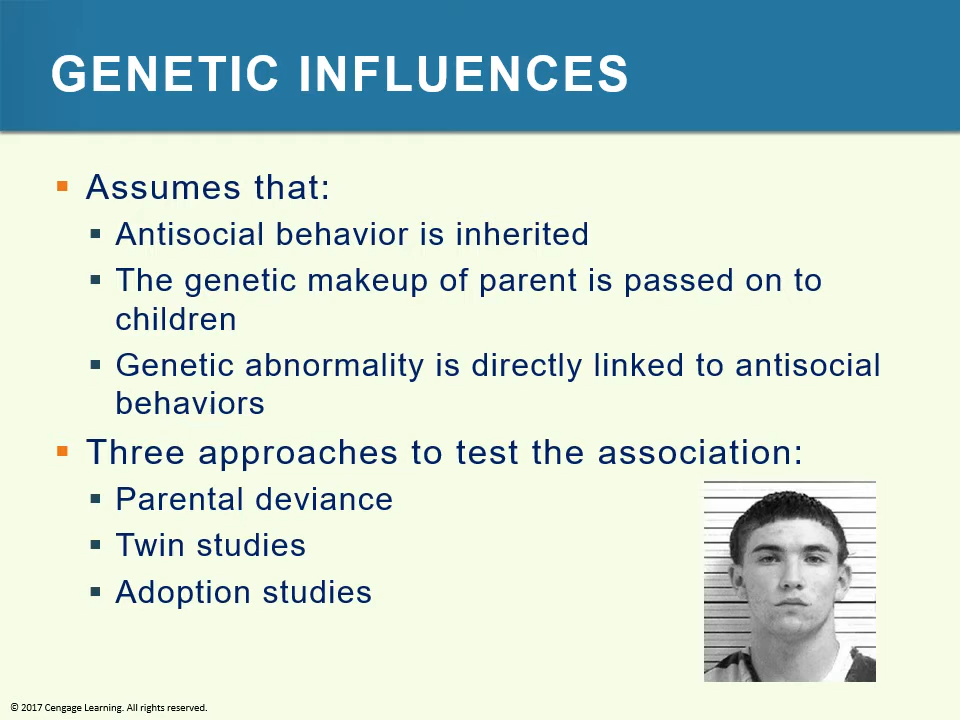 GENETIC INFLUENCES
▪ Assumes that:
▪ Antisocial behavior is inherited
▪ The genetic makeup of parent is passed on to
children
▪ Genetic abnormality is directly linked to antisocial
behaviors
▪ Three approaches to test the association:
▪ Parental deviance
▪ Twin studies
▪ Adoption studies
© 2017 Cengage Learning. All rights reserved.